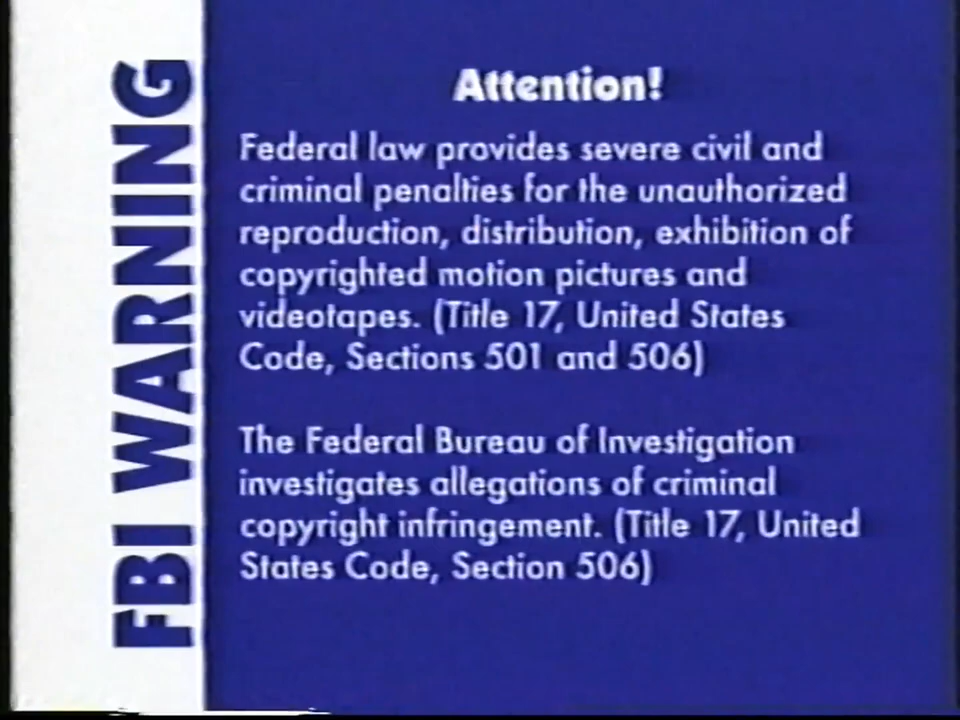 FBI WARNING
Attention!
Federal law provides severe civil and
criminal penalties for the unauthorized
reproduction, distribution, exhibition of
copyrighted motion pictures and
videotapes. (Title 17, United States
Code, Sections 501 and 506)
The Federal Bureau of Investigation
investigates allegations of criminal
copyright infringement. (Title 17, United
States Code, Section 506)